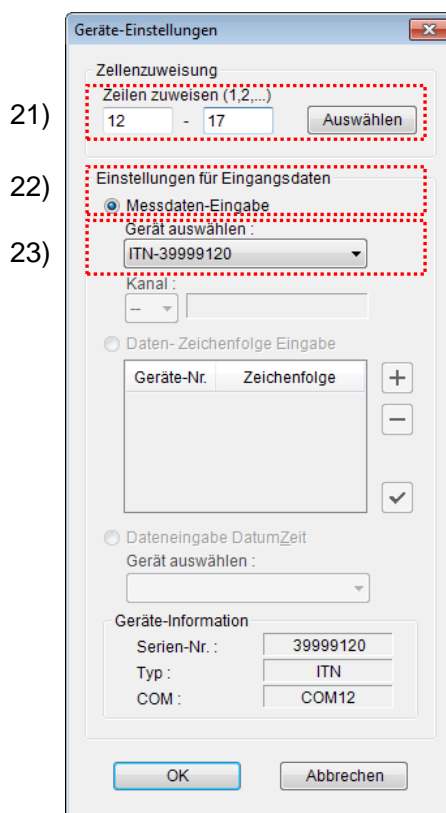 Geräte-Einstellungen
Zellenzuweisung
21)
Zeilen zuweisen (1,2,...)
12 - 17 Auswählen
22)
Einstellungen für Eingangsdaten
Messdaten-Eingabe
23)
Gerät auswählen :
ITN-39999120
Kanal :
--
Daten- Zeichenfolge Eingabe
Geräte-Nr. Zeichenfolge
Dateneingabe DatumZeit
Gerät auswählen :
Geräte-Information
Serien-Nr. : 39999120
Typ : ITN
COM : COM12
OK Abbrechen